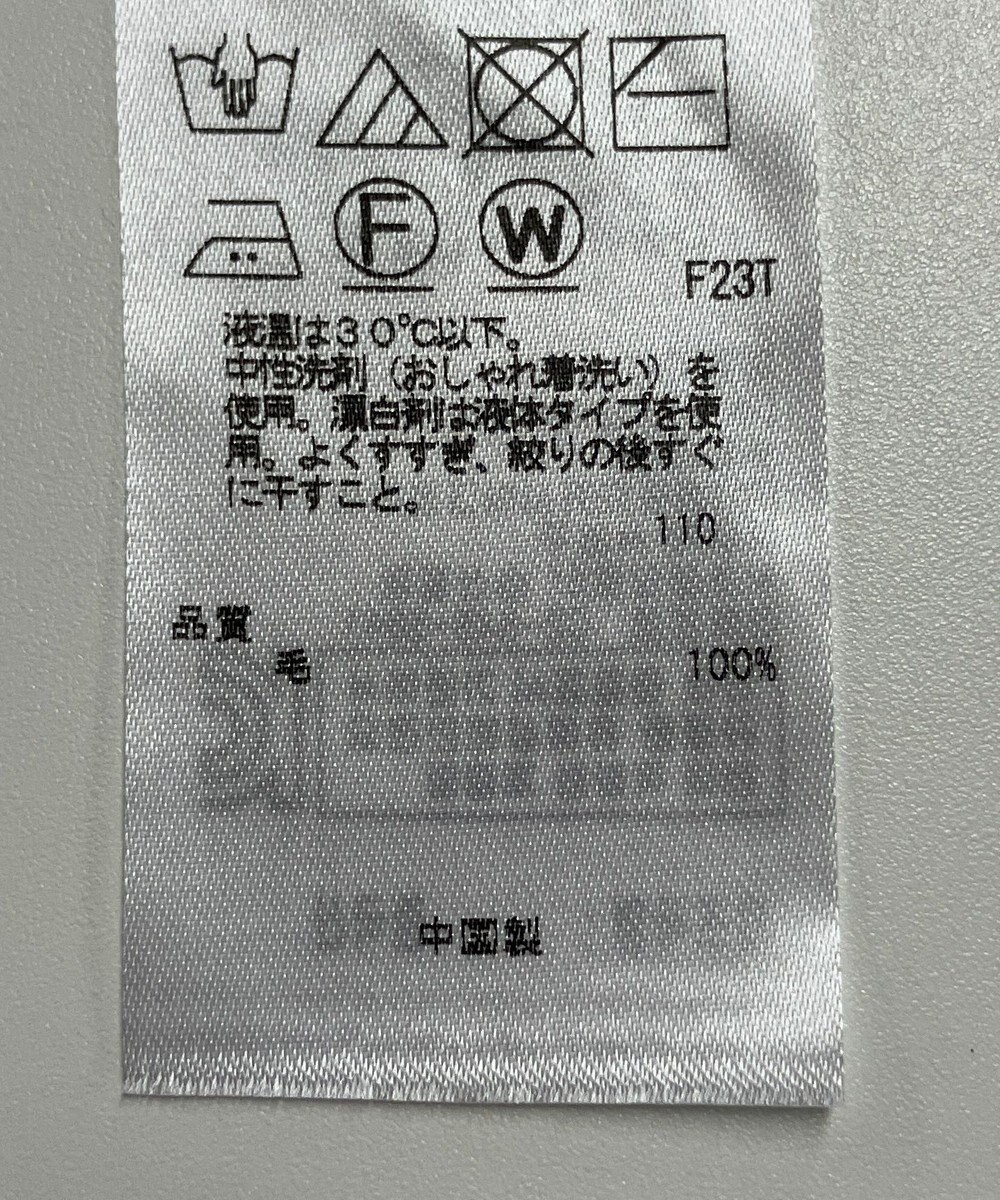 F W
F23T
液温は30℃以下。
中性洗剤(おしゃれ着洗い)を
使用。漂白剤は液体タイプを使
用。よくすすぎ、絞りの後すぐ
に干すこと。
110
品質
毛 100%
中国製